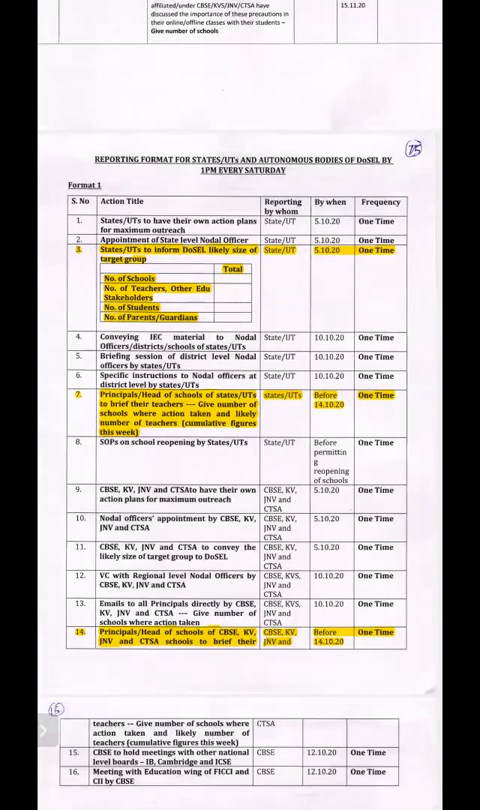 affiliated/under CBSE/KVS/JNV/CTSA have
discussed the importance of these precautions in
their online/offline classes with their students –
Give number of schools
15.11.20
75
REPORTING FORMAT FOR STATES/UTs AND AUTONOMOUS BODIES OF DoSEL BY
1PM EVERY SATURDAY
Format 1
S. No Action Title Reporting by whom By when Frequency
1. States/UTs to have their own action plans State/UT 5.10.20 One Time
for maximum outreach
2. Appointment of State level Nodal Officer State/UT 5.10.20 One Time
3. States/UTs to inform DoSEL likely size of State/UT 5.10.20 One Time
target group
Total
No. of Schools
No. of Teachers, Other Edu
Stakeholders
No. of Students
No. of Parents/Guardians
4. Conveying IEC material to Nodal State/UT 10.10.20 One Time
Officers/districts/schools of states/UTs
5. Briefing session of district level Nodal State/UT 10.10.20 One Time
officers by states/UTs
6. Specific instructions to Nodal officers at State/UT 10.10.20 One Time
district level by states/UTs
7. Principals/Head of schools of states/UTs states/UTs Before One Time
to brief their teachers --- Give number of 14.10.20
schools where action taken and likely
number of teachers (cumulative figures
this week)
8. SOPs on school reopening by States/UTs State/UT Before One Time
permittin
g
reopening
of schools
9. CBSE, KV, JNV and CTSAto have their own CBSE, KV, 5.10.20 One Time
action plans for maximum outreach JNV and
CTSA
10. Nodal officers' appointment by CBSE, KV, CBSE, KV, 5.10.20 One Time
JNV and CTSA JNV and
CTSA
11. CBSE, KV, JNV and CTSA to convey the CBSE, KV, 5.10.20 One Time
likely size of target group to DoSEL JNV and
CTSA
12. VC with Regional level Nodal Officers by CBSE, KVS, 10.10.20 One Time
CBSE, KV, JNV and CTSA JNV and
CTSA
13. Emails to all Principals directly by CBSE, CBSE, KVS, 10.10.20 One Time
KV, JNV and CTSA --- Give number of JNV and
schools where action taken CTSA
14. Principals/Head of schools of CBSE, KV, CBSE, KV, Before One Time
JNV and CTSA schools to brief their JNV and 14.10.20
16
teachers -- Give number of schools where CTSA
action taken and likely number of
teachers (cumulative figures this week)
15. CBSE to hold meetings with other national CBSE 12.10.20 One Time
level boards – IB, Cambridge and ICSE
16. Meeting with Education wing of FICCI and CBSE 12.10.20 One Time
CII by CBSE